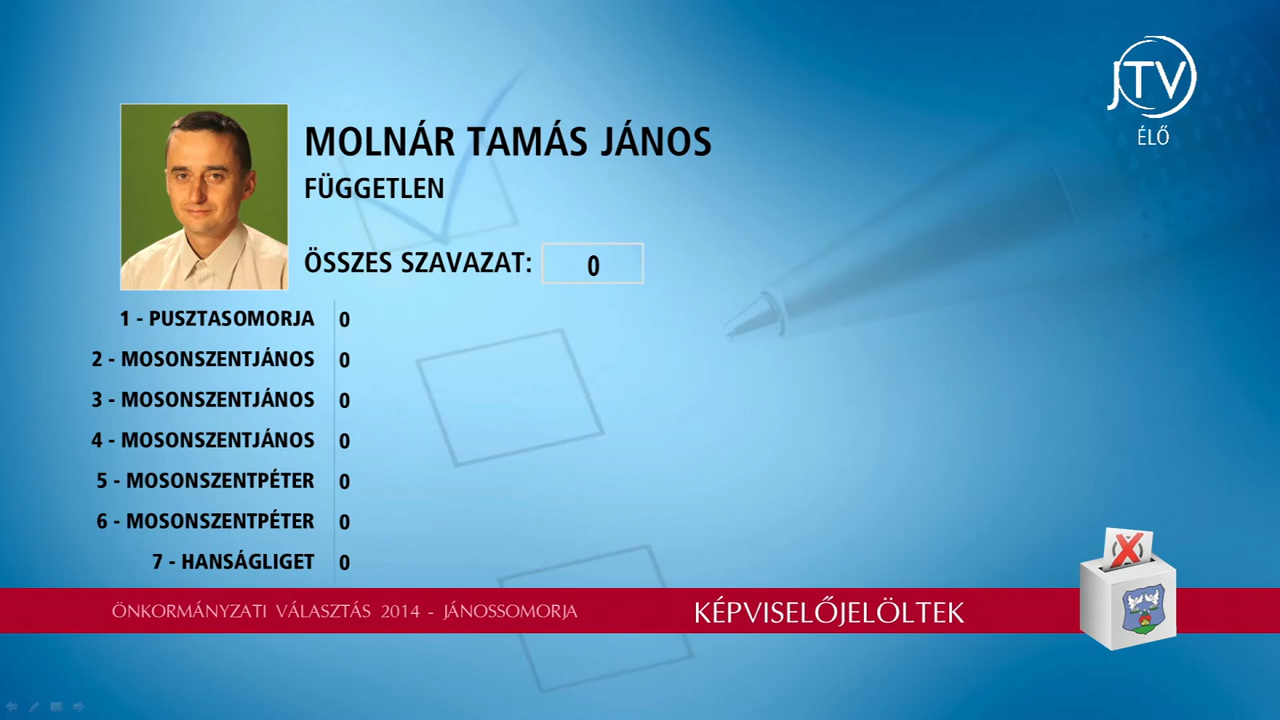 JTV
ÉLŐ
MOLNÁR TAMÁS JÁNOS
FÜGGETLEN
ÖSSZES SZAVAZAT: 0
1 - PUSZTASOMORJA 0
2 - MOSONSZENTJÁNOS 0
3 - MOSONSZENTJÁNOS 0
4 - MOSONSZENTJÁNOS 0
5 - MOSONSZENTPÉTER 0
6 - MOSONSZENTPÉTER 0
7 - HANSÁGLIGET 0
ÖNKORMÁNYZATI VÁLASZTÁS 2014 - JÁNOSSOMORJA
KÉPVISELŐJELÖLTEK